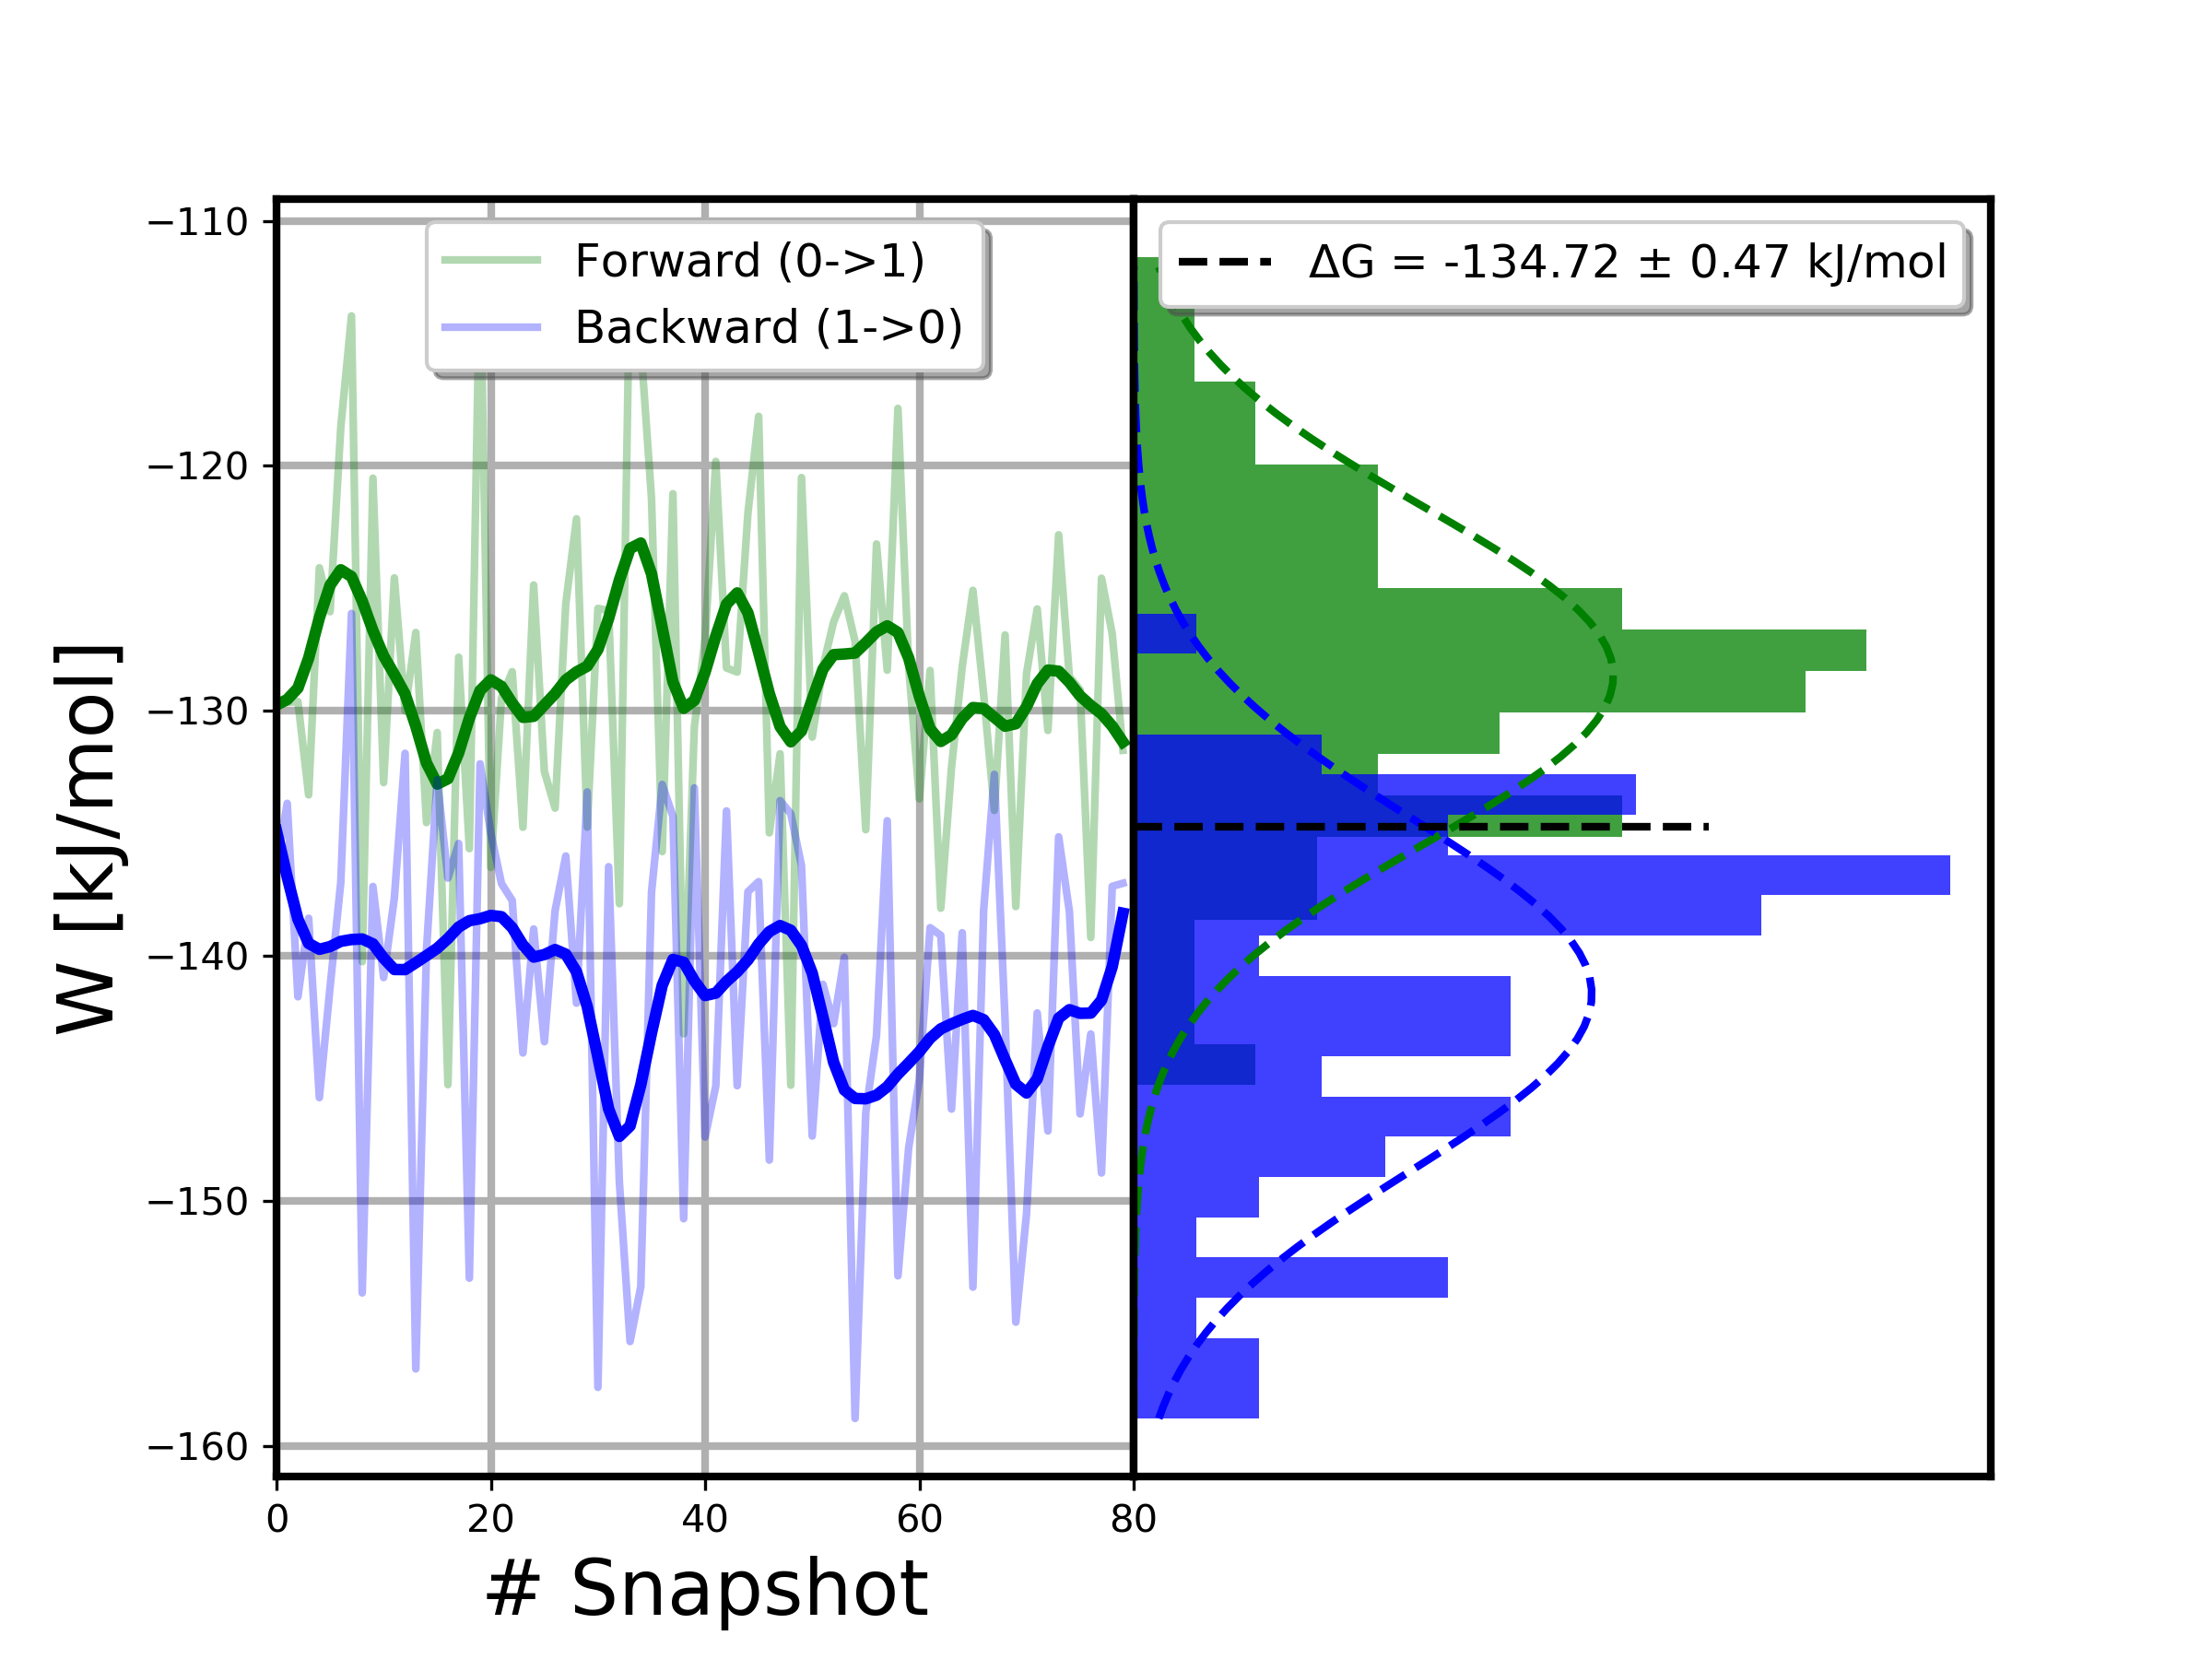 Forward (0->1)
Backward (1->0)
ΔG = -134.72 ± 0.47 kJ/mol
W [kJ/mol]
−110
−120
−130
−140
−150
−160
0 20 40 60 80
# Snapshot